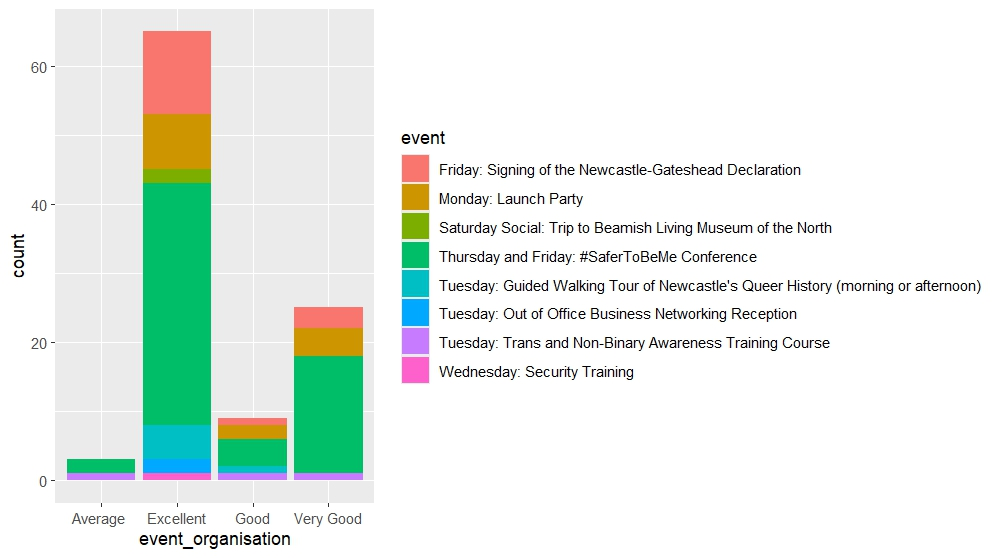 60
40
20
0
count
Average Excellent Good Very Good
event_organisation
event
Friday: Signing of the Newcastle-Gateshead Declaration
Monday: Launch Party
Saturday Social: Trip to Beamish Living Museum of the North
Thursday and Friday: #SaferToBeMe Conference
Tuesday: Guided Walking Tour of Newcastle's Queer History (morning or afternoon)
Tuesday: Out of Office Business Networking Reception
Tuesday: Trans and Non-Binary Awareness Training Course
Wednesday: Security Training